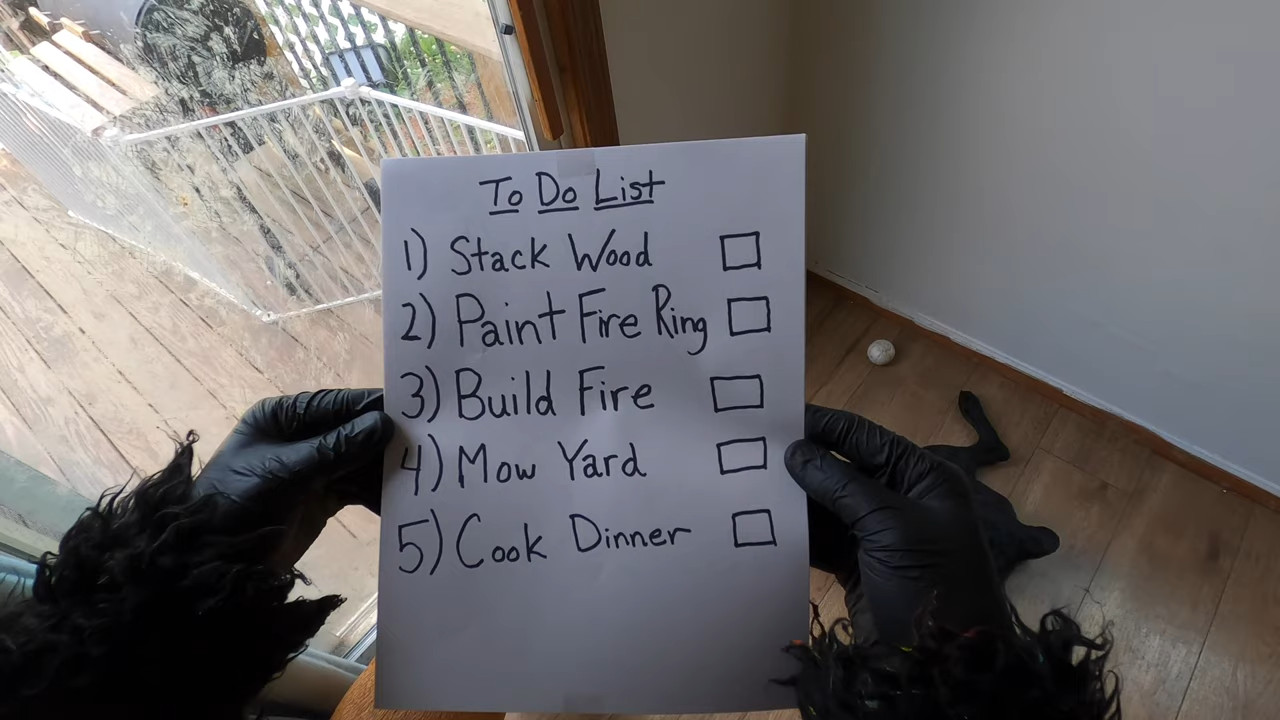 To Do List
1) Stack Wood
2) Paint Fire Ring
3) Build Fire
4) Mow Yard
5) Cook Dinner